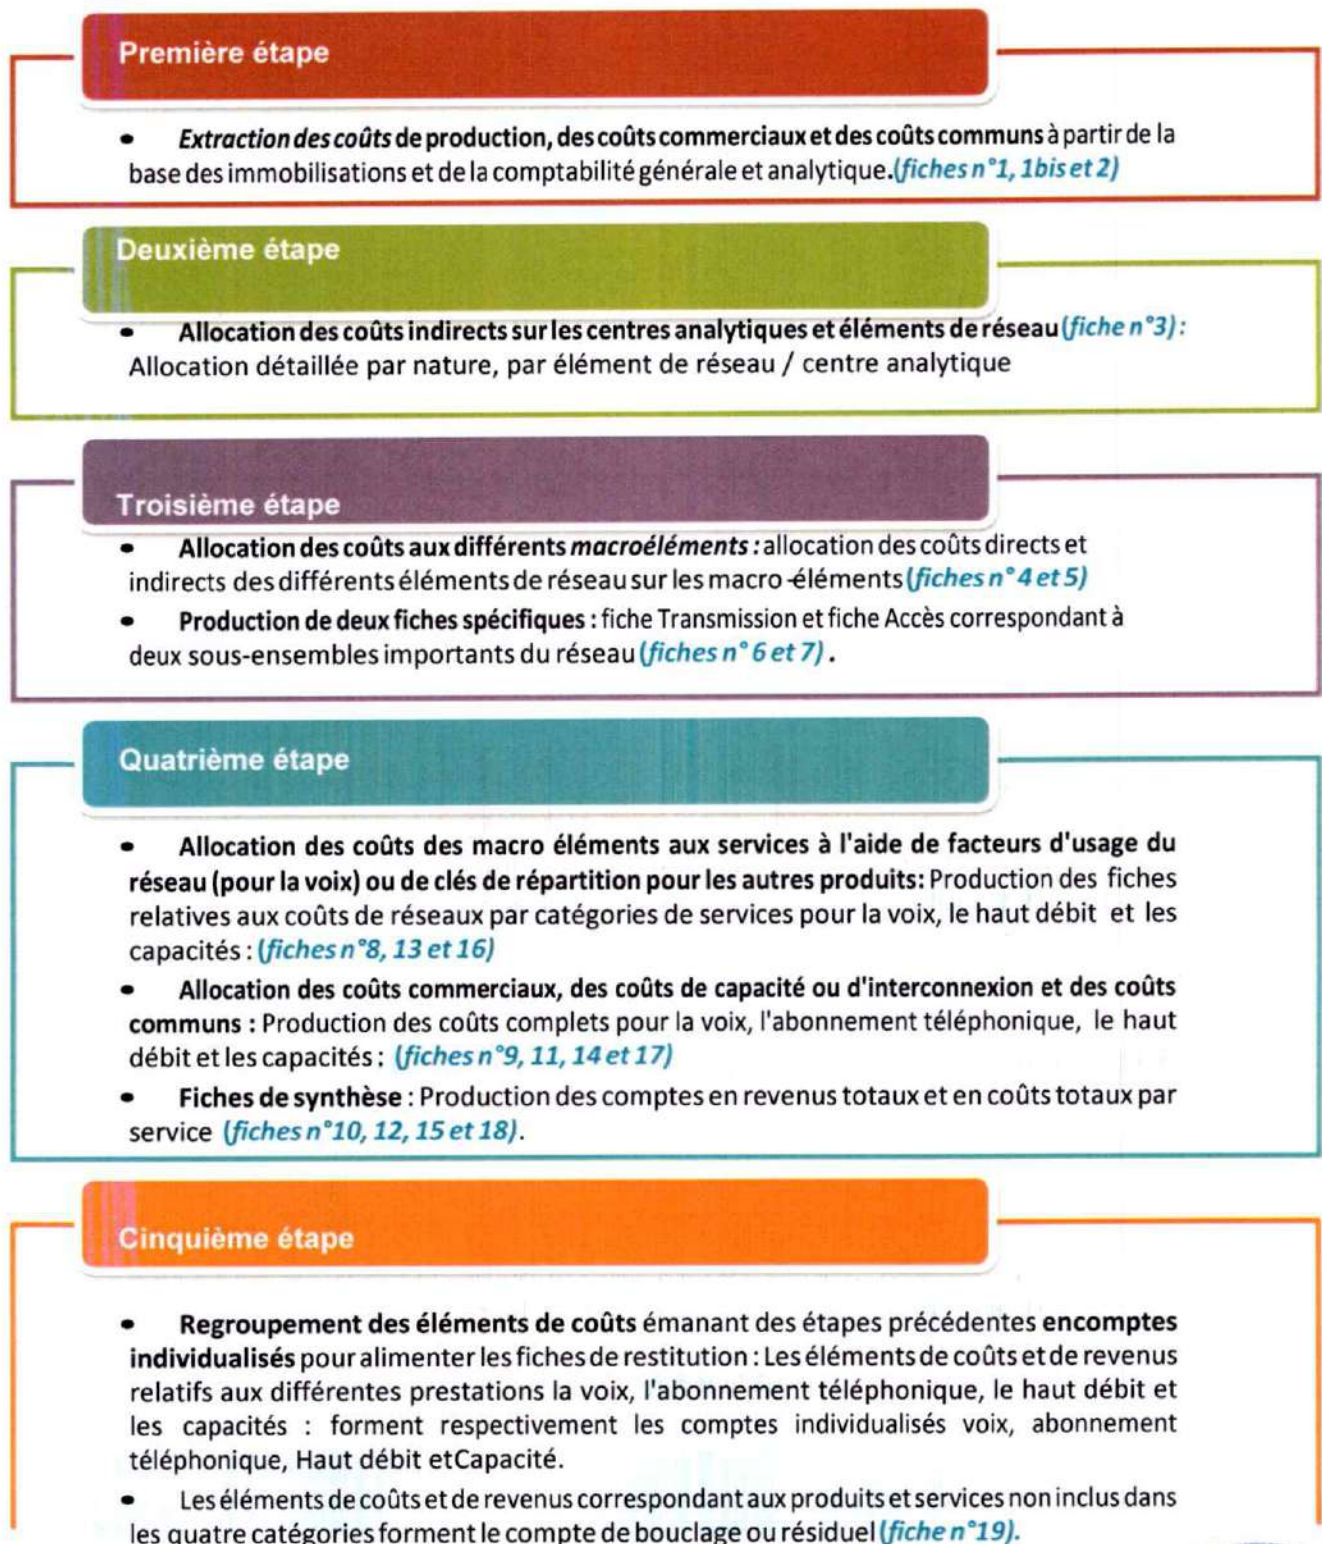 Première étape
• Extraction des coûts de production, des coûts commerciaux et des coûts communs à partir de la
base des immobilisations et de la comptabilité générale et analytique.(fiches n°1, 1bis et 2)
Deuxième étape
• Allocation des coûts indirects sur les centres analytiques et éléments de réseau (fiche n°3) :
Allocation détaillée par nature, par élément de réseau / centre analytique
Troisième étape
• Allocation des coûts aux différents macroéléments : allocation des coûts directs et
indirects des différents éléments de réseau sur les macro-éléments (fiches n° 4 et 5)
• Production de deux fiches spécifiques : fiche Transmission et fiche Accès correspondant à
deux sous-ensembles importants du réseau (fiches n° 6 et 7) .
Quatrième étape
• Allocation des coûts des macro éléments aux services à l'aide de facteurs d'usage du
réseau (pour la voix) ou de clés de répartition pour les autres produits: Production des fiches
relatives aux coûts de réseaux par catégories de services pour la voix, le haut débit et les
capacités : (fiches n°8, 13 et 16)
• Allocation des coûts commerciaux, des coûts de capacité ou d'interconnexion et des coûts
communs : Production des coûts complets pour la voix, l'abonnement téléphonique, le haut
débit et les capacités : (fiches n°9, 11, 14 et 17)
• Fiches de synthèse : Production des comptes en revenus totaux et en coûts totaux par
service (fiches n°10, 12, 15 et 18).
Cinquième étape
• Regroupement des éléments de coûts émanant des étapes précédentes encomptes
individualisés pour alimenter les fiches de restitution : Les éléments de coûts et de revenus
relatifs aux différentes prestations la voix, l'abonnement téléphonique, le haut débit et
les capacités : forment respectivement les comptes individualisés voix, abonnement
téléphonique, Haut débit etCapacité.
• Les éléments de coûts et de revenus correspondant aux produits et services non inclus dans
les quatre catégories forment le compte de bouclage ou résiduel (fiche n°19).